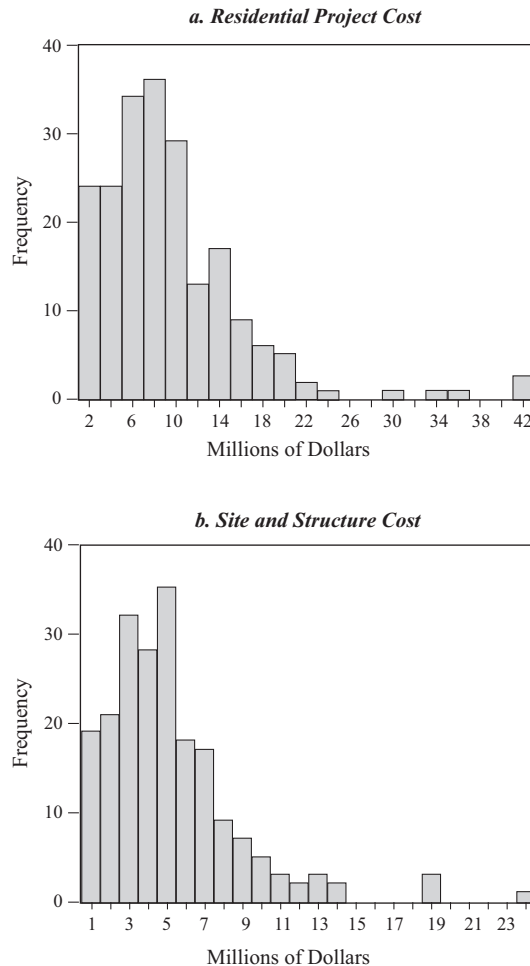 a. Residential Project Cost
40
30
20
10
0
Frequency
2 6 10 14 18 22 26 30 34 38 42
Millions of Dollars
b. Site and Structure Cost
40
30
20
10
0
Frequency
1 3 5 7 9 11 13 15 17 19 21 23
Millions of Dollars